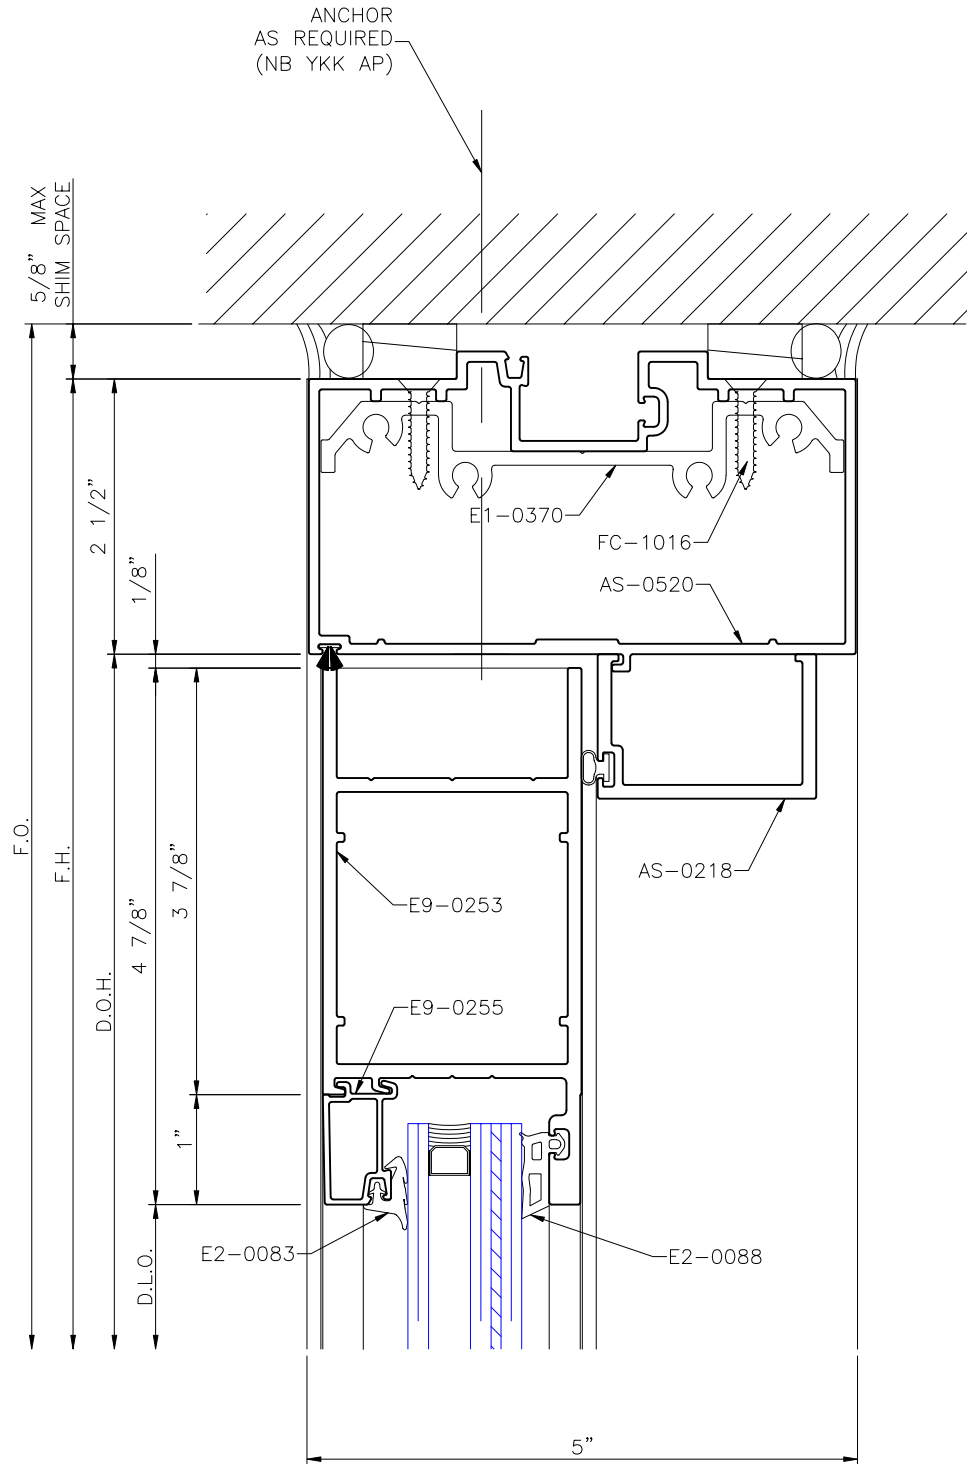 ANCHOR
AS REQUIRED
(NB YKK AP)
5/8" MAX
SHIM SPACE
2 1/2"
1/8"
E1-0370
FC-1016
AS-0520
F.O.
F.H.
D.O.H.
4 7/8"
3 7/8"
AS-0218
E9-0253
E9-0255
1"
E2-0083
E2-0088
D.L.O.
5"